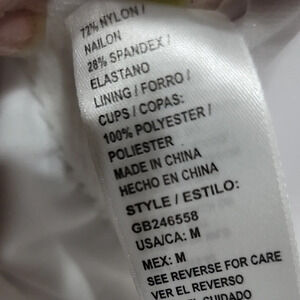 72% NYLON /
NAILON
28% SPANDEX /
ELASTANO
LINING / FORRO /
CUPS / COPAS:
100% POLYESTER /
POLIESTER
MADE IN CHINA
HECHO EN CHINA
STYLE / ESTILO:
GB246558
USA/CA: M
MEX: M
SEE REVERSE FOR CARE
VER EL REVERSO
EL CUIDADO